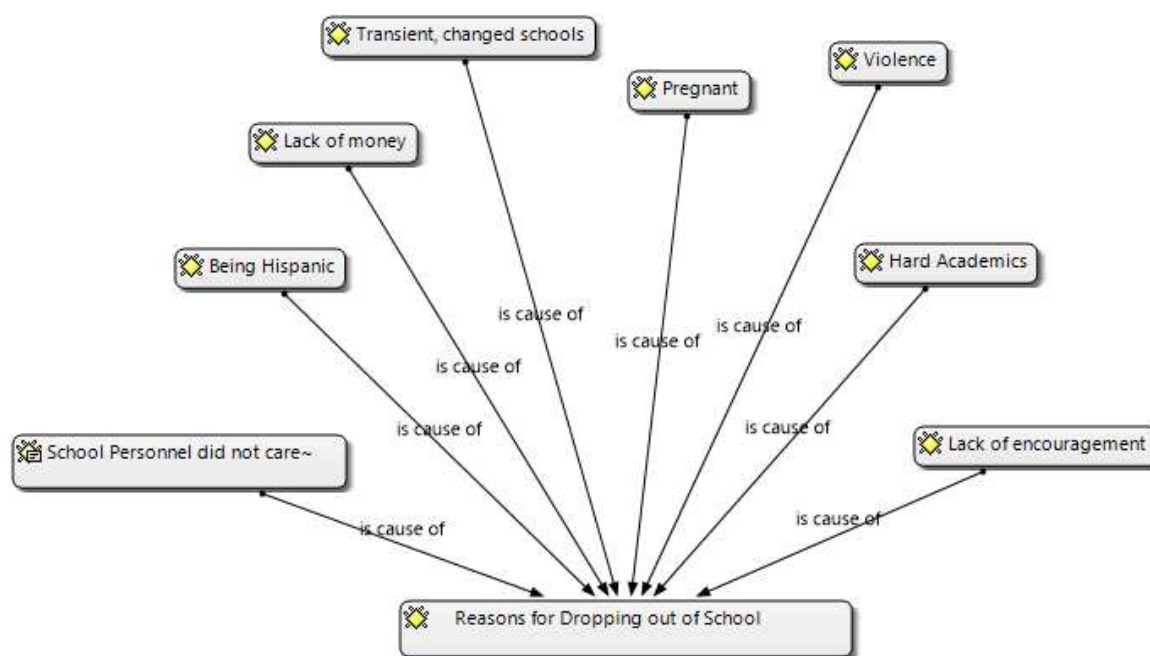 Transient, changed schools
Violence
Pregnant
Lack of money
Being Hispanic
Hard Academics
is cause of
is cause of
is cause of
is cause of
is cause of
is cause of
School Personnel did not care~
Lack of encouragement
is cause of
is cause of
Reasons for Dropping out of School